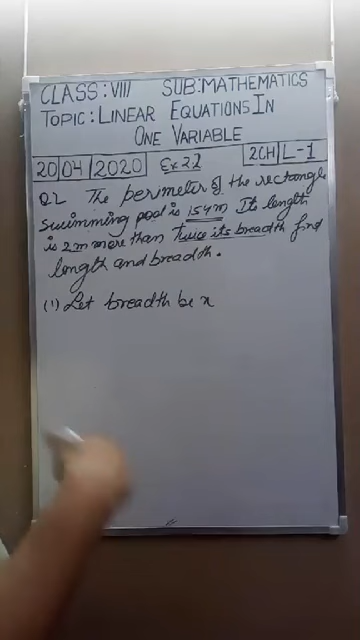 CLASS: VIII SUB: MATHEMATICS
TOPIC: LINEAR EQUATIONS IN
ONE VARIABLE
20 04 2020 Ex 2.2 2CH L-1
Q2 The perimeter of the rectangle
swimming pool is 154m Its length
is 2m more than twice its breadth find
length and breadth.
(1) Let breadth be x